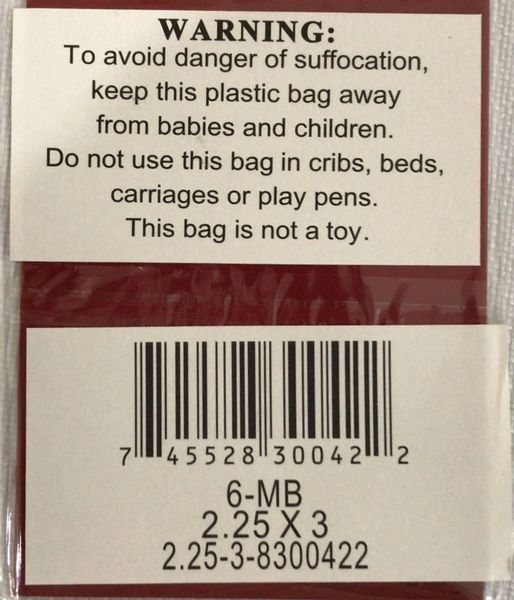 WARNING:
To avoid danger of suffocation,
keep this plastic bag away
from babies and children.
Do not use this bag in cribs, beds,
carriages or play pens.
This bag is not a toy.
7 45528 30042 2
6-MB
2.25 X 3
2.25-3-8300422